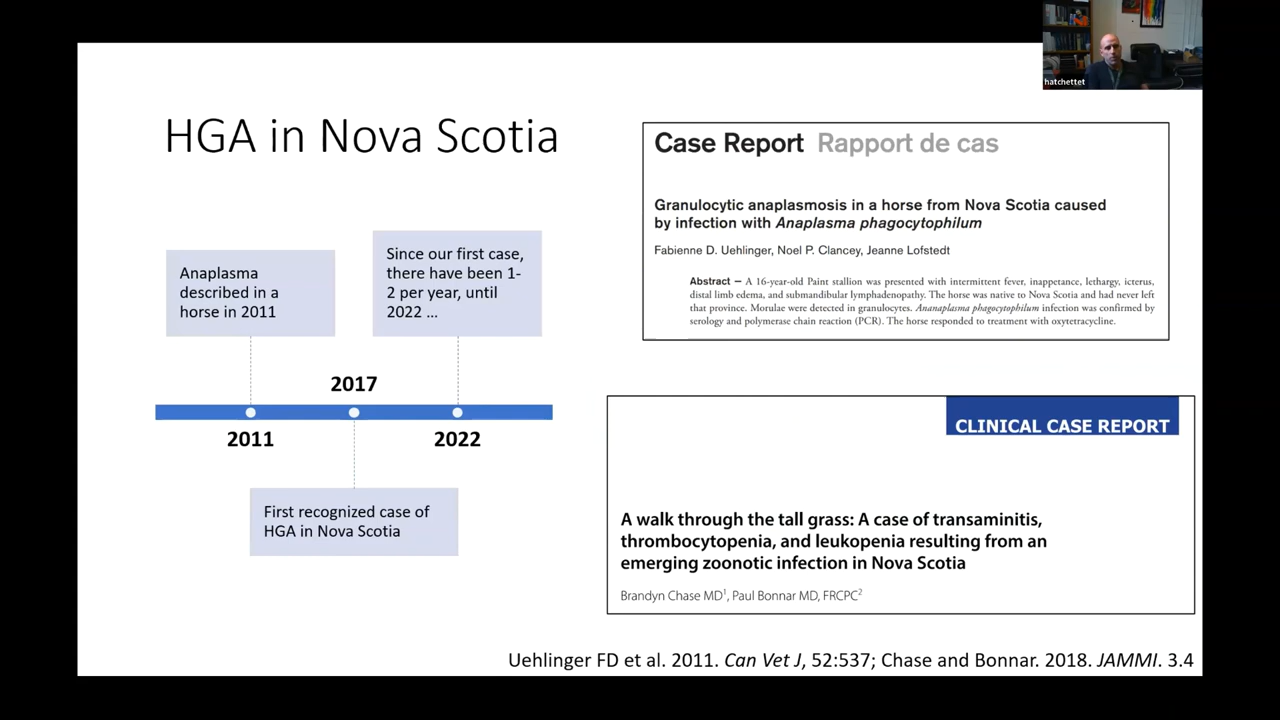 hatchettet
HGA in Nova Scotia
Anaplasma
described in a
horse in 2011
Since our first case,
there have been 1-
2 per year, until
2022 ...
2017
2011
2022
First recognized case of
HGA in Nova Scotia
Case Report Rapport de cas
Granulocytic anaplasmosis in a horse from Nova Scotia caused
by infection with Anaplasma phagocytophilum
Fabienne D. Uehlinger, Noel P. Clancey, Jeanne Lofstedt
Abstract — A 16-year-old Paint stallion was presented with intermittent fever, inappetence, lethargy, icterus,
distal limb edema, and submandibular lymphadenopathy. The horse was native to Nova Scotia and had never left
that province. Morulae were detected in granulocytes. Ananaplasma phagocytophilum infection was confirmed by
serology and polymerase chain reaction (PCR). The horse responded to treatment with oxytetracycline.
CLINICAL CASE REPORT
A walk through the tall grass: A case of transaminitis,
thrombocytopenia, and leukopenia resulting from an
emerging zoonotic infection in Nova Scotia
Brandyn Chase MD1, Paul Bonnar MD, FRCPC2
Uehlinger FD et al. 2011. Can Vet J, 52:537; Chase and Bonnar. 2018. JAMMI. 3.4